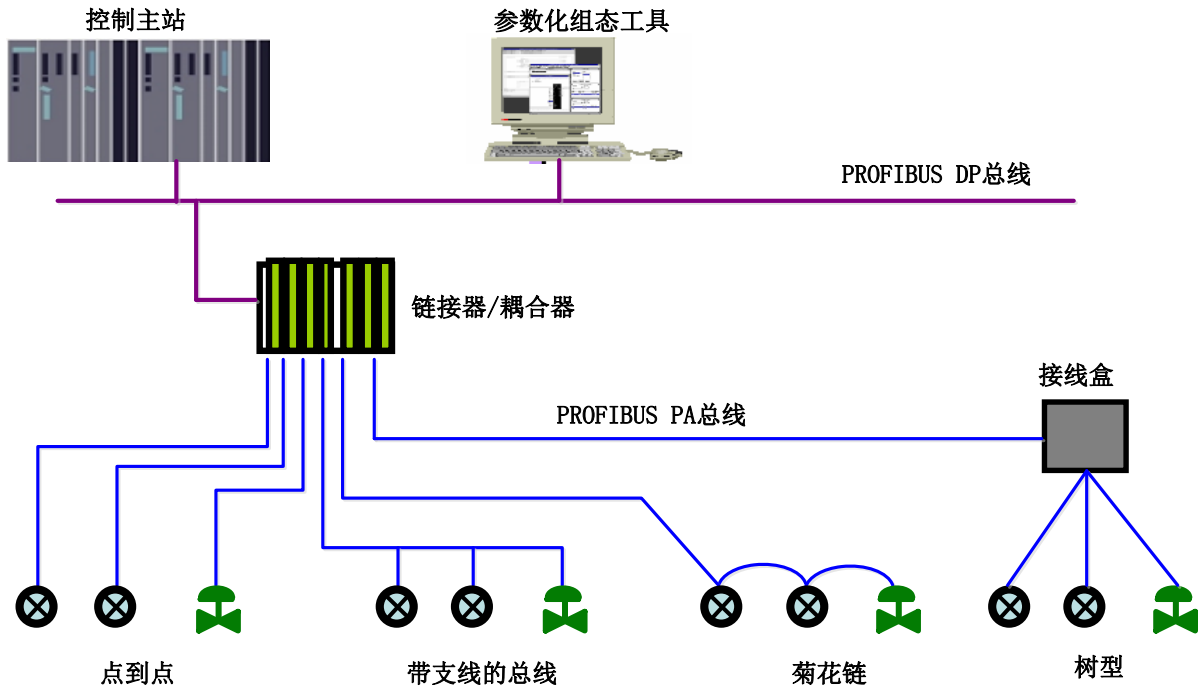 控制主站
参数化组态工具
PROFIBUS DP总线
链接器/耦合器
接线盒
PROFIBUS PA总线
点到点
带支线的总线
菊花链
树型